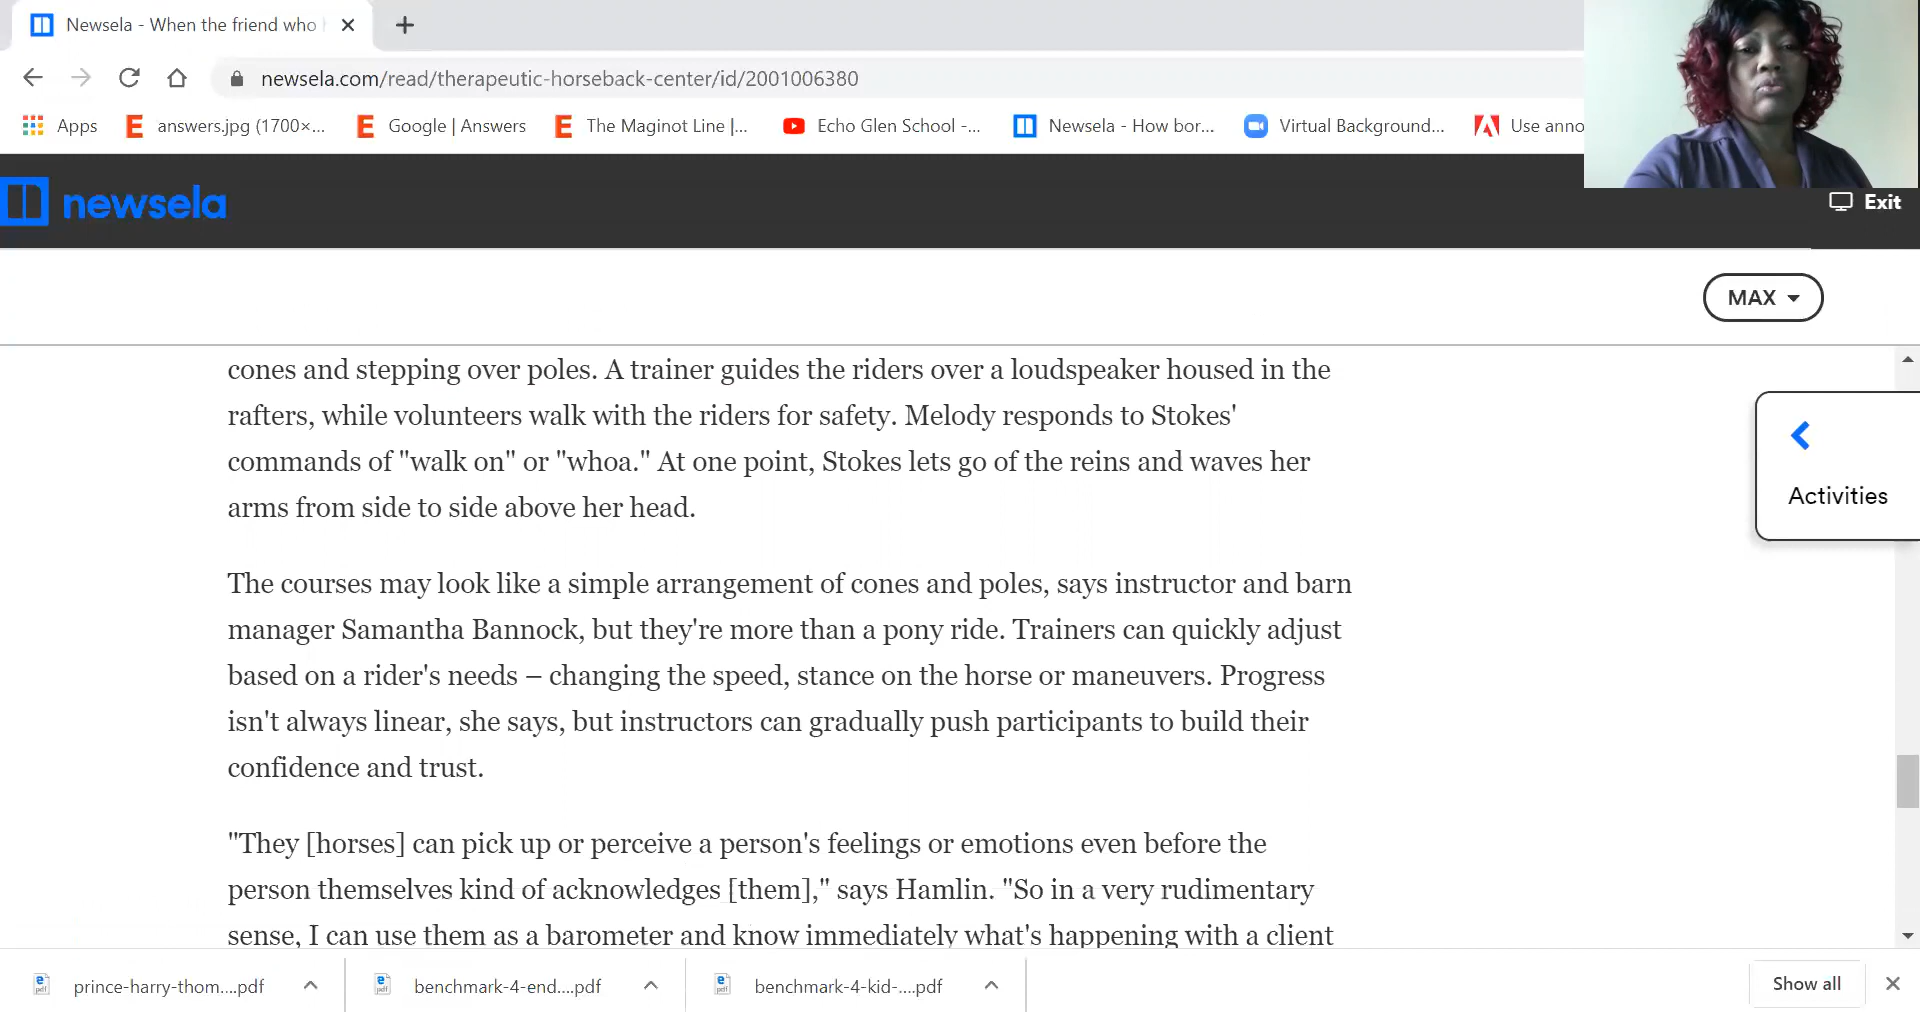 Newsela - When the friend who
newsela.com/read/therapeutic-horseback-center/id/2001006380
Apps
answers.jpg (1700×...
Google | Answers
The Maginot Line |...
Echo Glen School -...
Newsela - How bor...
Virtual Background...
Use anno
newsela
Exit
MAX
cones and stepping over poles. A trainer guides the riders over a loudspeaker housed in the
rafters, while volunteers walk with the riders for safety. Melody responds to Stokes'
commands of "walk on" or "whoa." At one point, Stokes lets go of the reins and waves her
arms from side to side above her head.
Activities
The courses may look like a simple arrangement of cones and poles, says instructor and barn
manager Samantha Bannock, but they're more than a pony ride. Trainers can quickly adjust
based on a rider's needs – changing the speed, stance on the horse or maneuvers. Progress
isn't always linear, she says, but instructors can gradually push participants to build their
confidence and trust.
"They [horses] can pick up or perceive a person's feelings or emotions even before the
person themselves kind of acknowledges [them]," says Hamlin. "So in a very rudimentary
sense, I can use them as a barometer and know immediately what's happening with a client
prince-harry-thom....pdf
benchmark-4-end....pdf
benchmark-4-kid-....pdf
Show all